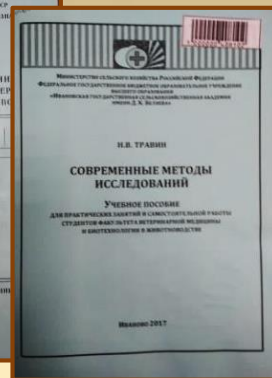 Министерство сельского хозяйства Российской Федерации
Федеральное государственное бюджетное образовательное учреждение
высшего образования
«Ивановская государственная сельскохозяйственная академия
имени Д.К. Беляева»
Н.В. ТРАВИН
СОВРЕМЕННЫЕ МЕТОДЫ
ИССЛЕДОВАНИЙ
Учебное пособие
для практических занятий и самостоятельной работы
студентов факультета ветеринарной медицины
и биотехнологии в животноводстве
Иваново 2017